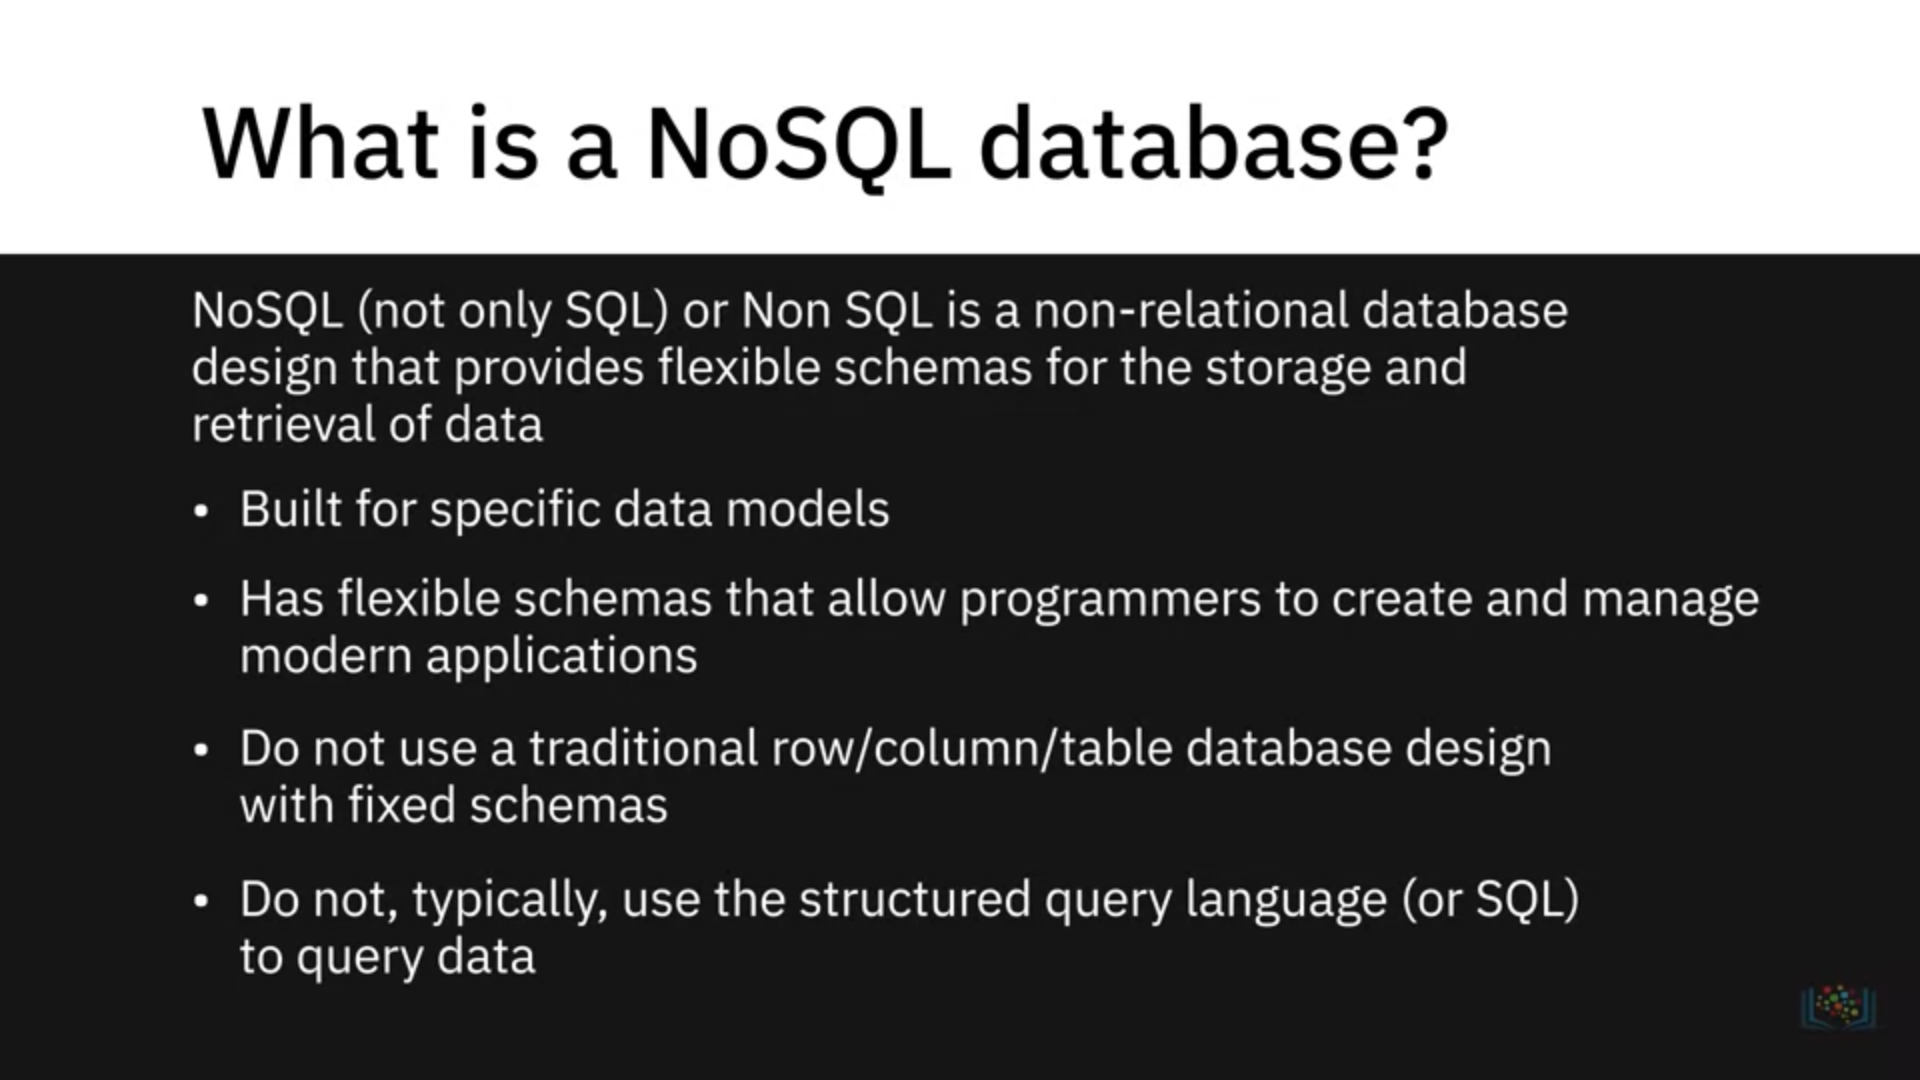 What is a NoSQL database?
NoSQL (not only SQL) or Non SQL is a non-relational database
design that provides flexible schemas for the storage and
retrieval of data
• Built for specific data models
• Has flexible schemas that allow programmers to create and manage
modern applications
• Do not use a traditional row/column/table database design
with fixed schemas
• Do not, typically, use the structured query language (or SQL)
to query data